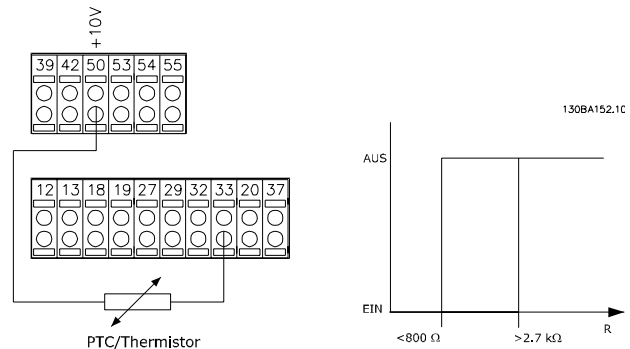 +10V
39 42 50 53 54 55
12 13 18 19 27 29 32 33 20 37
PTC/Thermistor
130BA152.10
AUS
EIN
<800 Ω
>2.7 kΩ
R